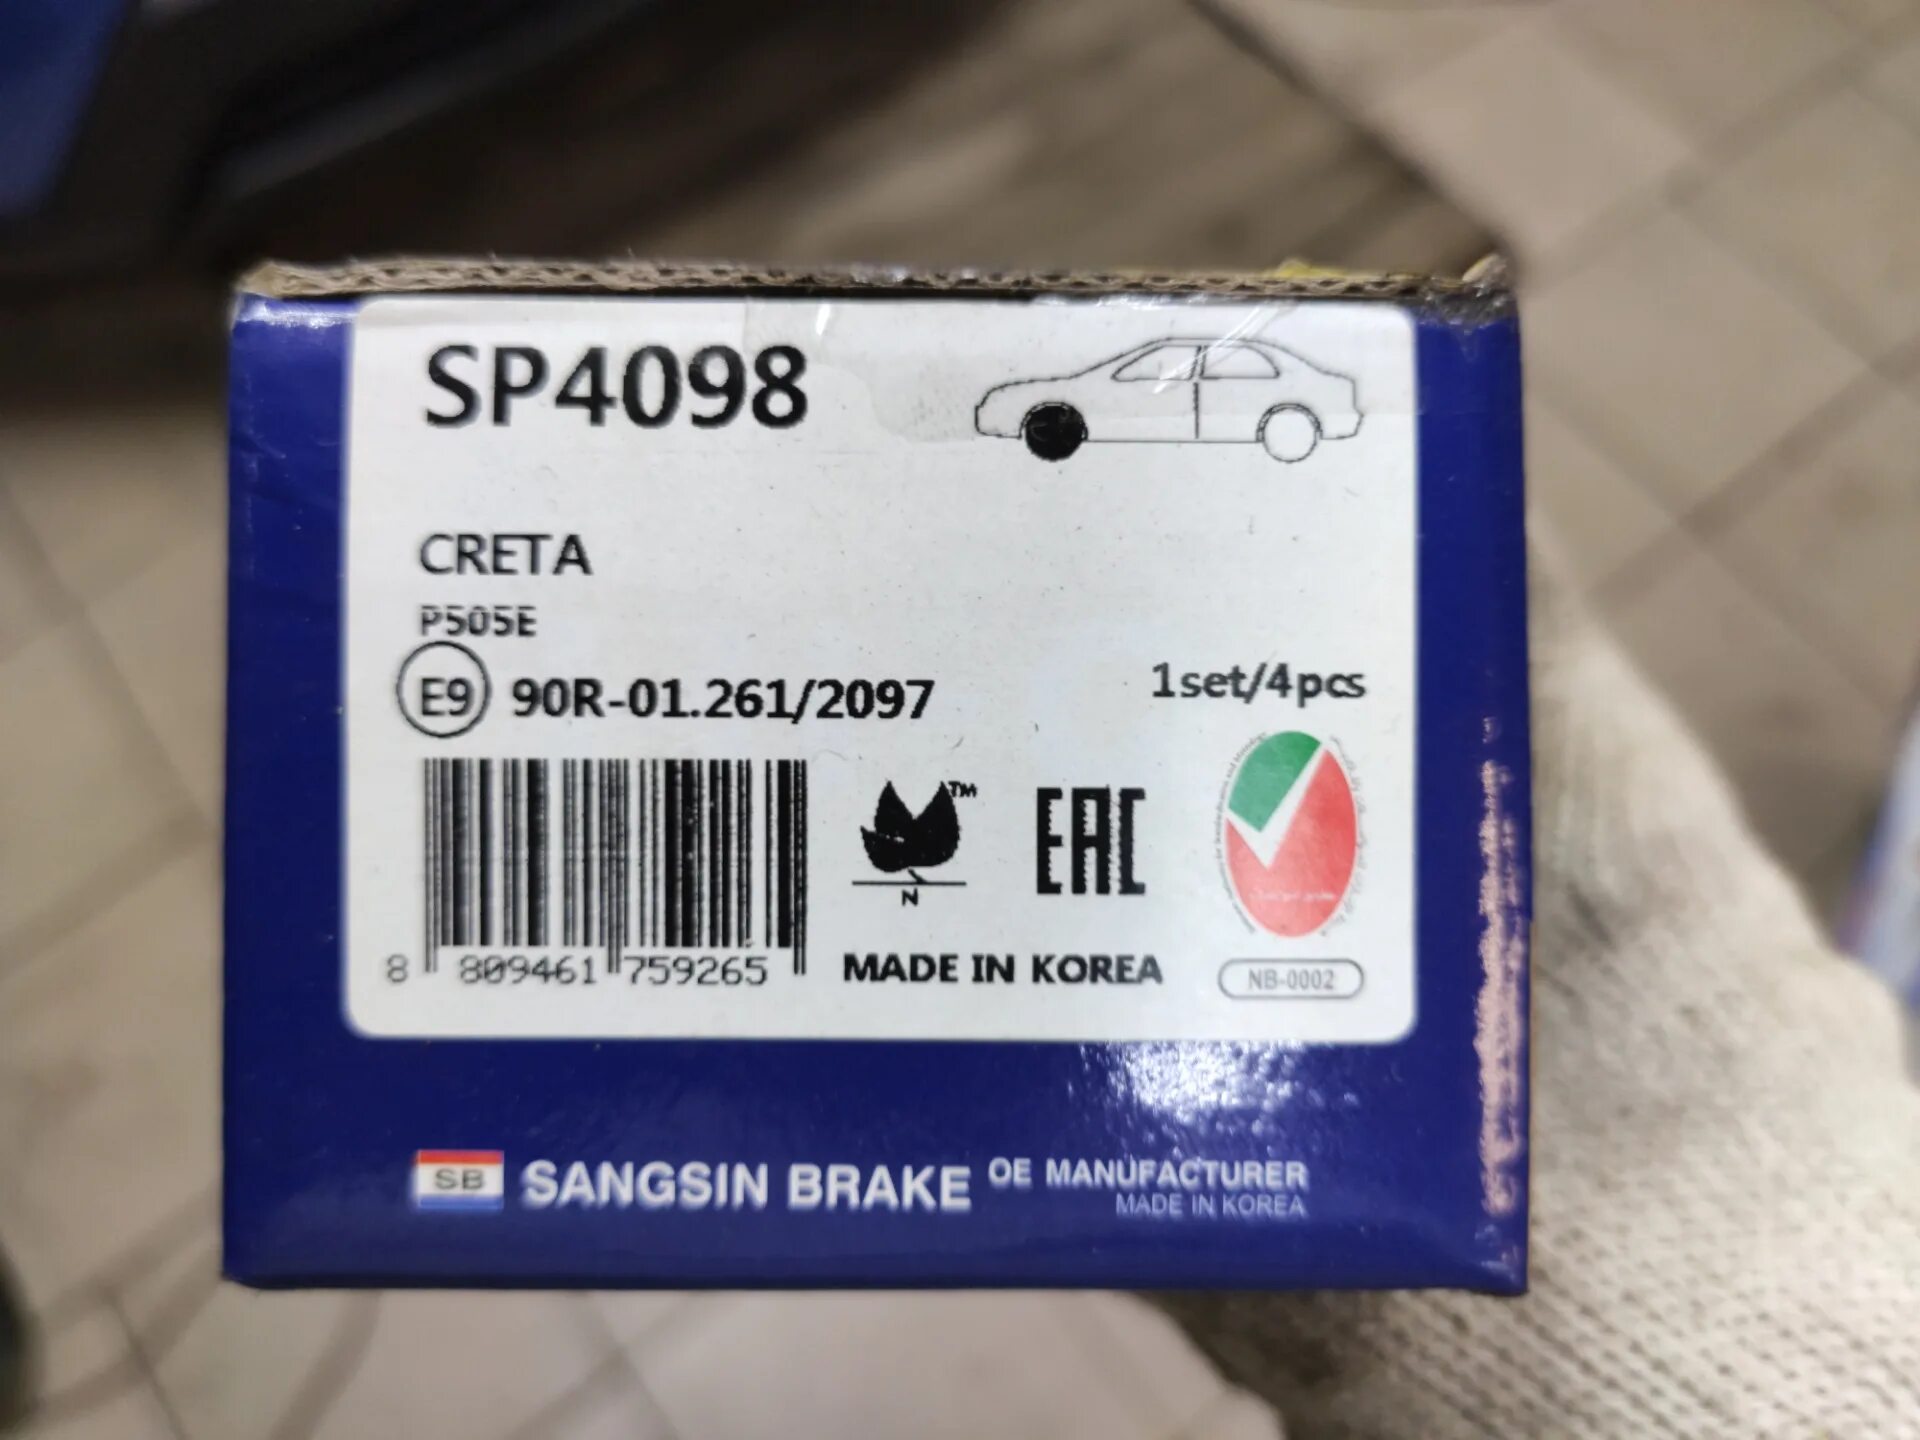 SP4098
CRETA
P505E
E9 90R-01.261/2097
1set/4pcs
TM
N
EAC
8 809461 759265
MADE IN KOREA
NB-0002
SB SANGSIN BRAKE OE MANUFACTURER
MADE IN KOREA